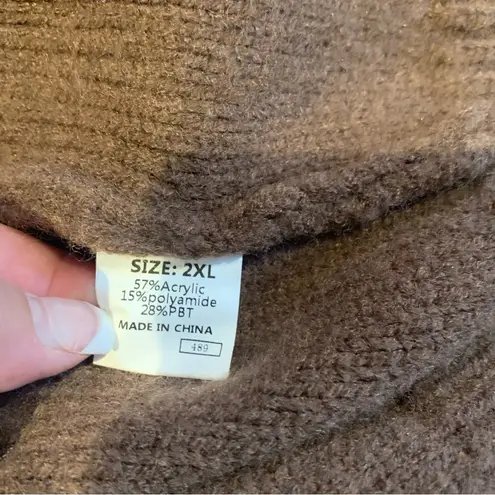 SIZE: 2XL
57%Acrylic
15%polyamide
28%PBT
MADE IN CHINA
489